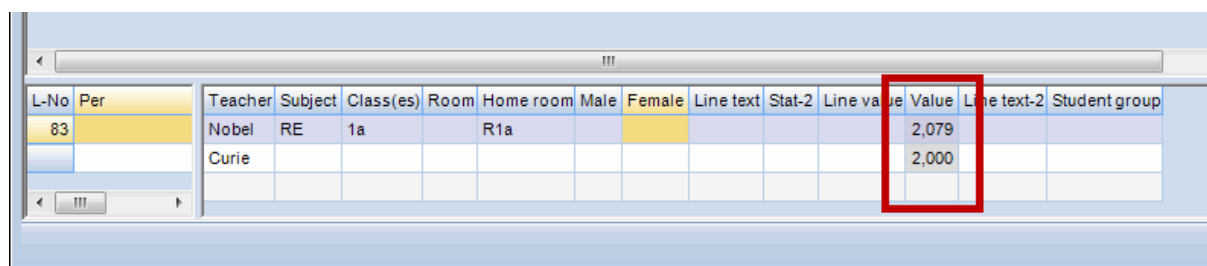 L-No Per Teacher Subject Class(es) Room Home room Male Female Line text Stat-2 Line value Value Line text-2 Student group
83 Nobel RE 1a R1a 2,079
Curie 2,000